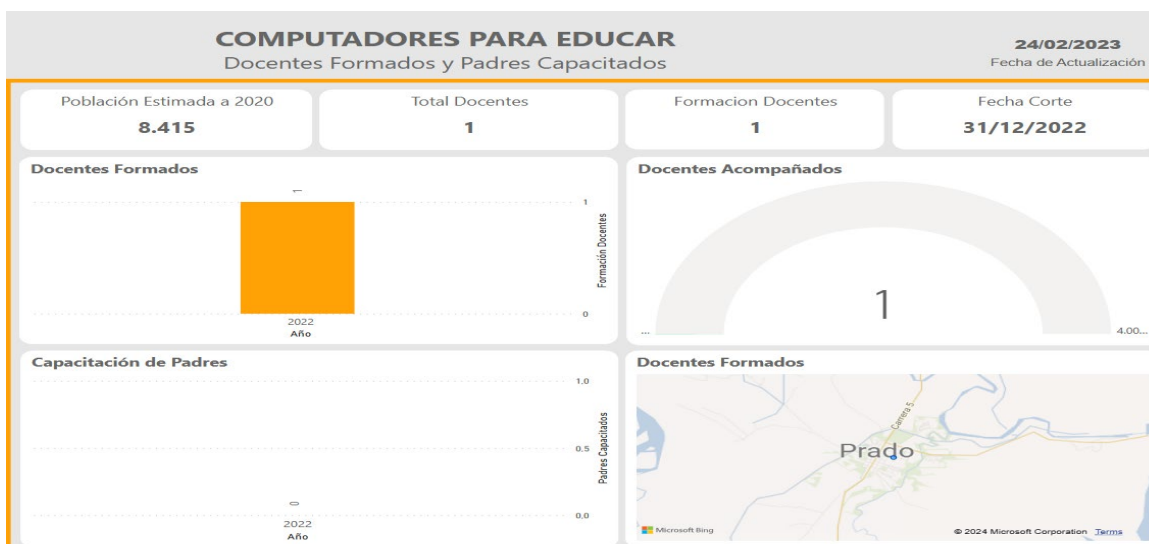 COMPUTADORES PARA EDUCAR
Docentes Formados y Padres Capacitados
24/02/2023
Fecha de Actualización
Población Estimada a 2020
8.415
Total Docentes
1
Formacion Docentes
1
Fecha Corte
31/12/2022
Docentes Formados
1
1
0
Formación Docentes
2022
Año
Docentes Acompañados
1
...
4.00...
Capacitación de Padres
1.0
0.5
0.0
Padres Capacitados
0
2022
Año
Docentes Formados
Carrera 5
Prado
Microsoft Bing
© 2024 Microsoft Corporation Terms